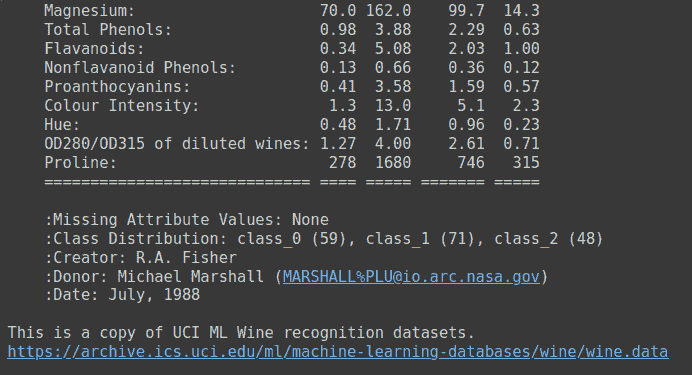 Magnesium: 70.0 162.0 99.7 14.3
Total Phenols: 0.98 3.88 2.29 0.63
Flavanoids: 0.34 5.08 2.03 1.00
Nonflavanoid Phenols: 0.13 0.66 0.36 0.12
Proanthocyanins: 0.41 3.58 1.59 0.57
Colour Intensity: 1.3 13.0 5.1 2.3
Hue: 0.48 1.71 0.96 0.23
OD280/OD315 of diluted wines: 1.27 4.00 2.61 0.71
Proline: 278 1680 746 315
============================= ==== ===== ======= =====
:Missing Attribute Values: None
:Class Distribution: class_0 (59), class_1 (71), class_2 (48)
:Creator: R.A. Fisher
:Donor: Michael Marshall (MARSHALL%PLU@io.arc.nasa.gov)
:Date: July, 1988
This is a copy of UCI ML Wine recognition datasets.
https://archive.ics.uci.edu/ml/machine-learning-databases/wine/wine.data